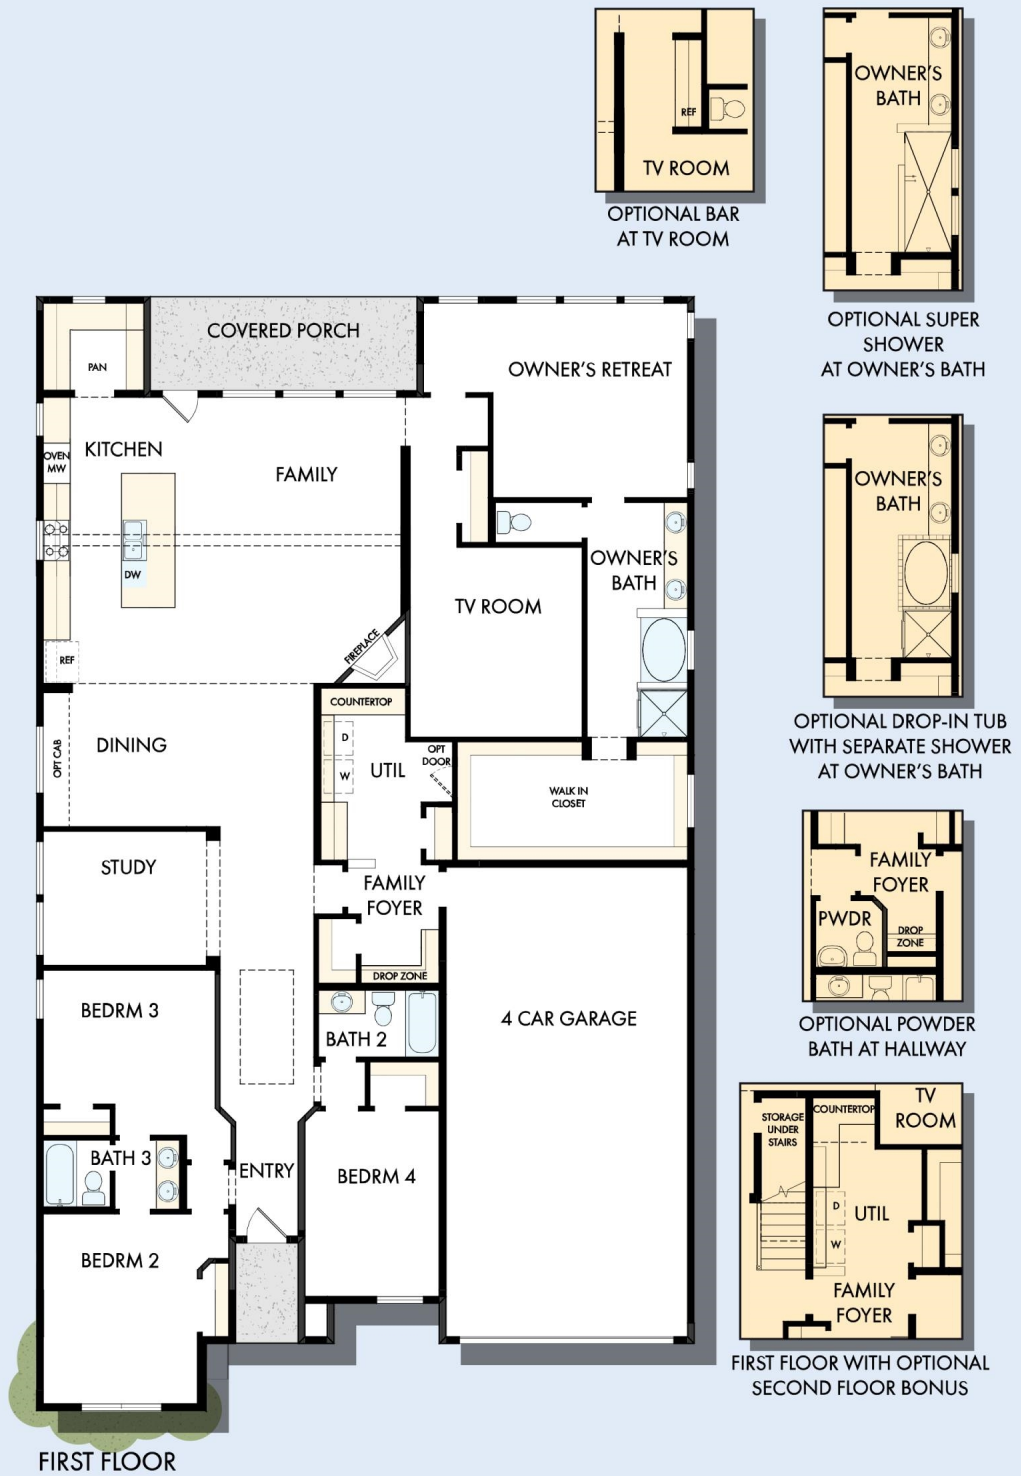 REF
TV ROOM
OPTIONAL BAR
AT TV ROOM
OWNER'S
BATH
OPTIONAL SUPER
SHOWER
AT OWNER'S BATH
COVERED PORCH
PAN
OWNER'S RETREAT
KITCHEN
OVEN
MW
FAMILY
DW
OWNER'S
BATH
TV ROOM
FIREPLACE
REF
COUNTERTOP
DINING
OPT CAB
D
W
UTIL
OPT
DOOR
WALK IN
CLOSET
STUDY
FAMILY
FOYER
DROP ZONE
BEDRM 3
BATH 2
4 CAR GARAGE
BATH 3
ENTRY
BEDRM 4
BEDRM 2
FIRST FLOOR
OWNER'S
BATH
OPTIONAL DROP-IN TUB
WITH SEPARATE SHOWER
AT OWNER'S BATH
FAMILY
FOYER
PWDR
DROP
ZONE
OPTIONAL POWDER
BATH AT HALLWAY
STORAGE
UNDER
STAIRS
COUNTERTOP
TV
ROOM
D
W
UTIL
FAMILY
FOYER
FIRST FLOOR WITH OPTIONAL
SECOND FLOOR BONUS